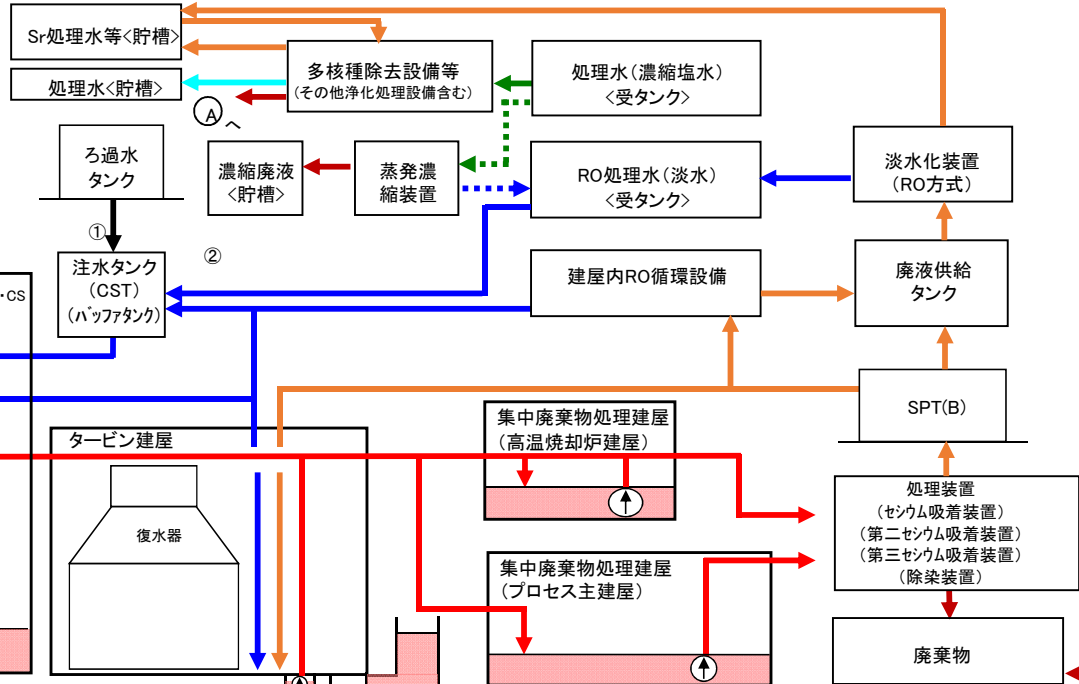 Sr処理水等<貯槽>
処理水<貯槽>
多核種除去設備等
(その他浄化処理設備含む)
A へ
処理水(濃縮塩水)
<受タンク>
ろ過水
タンク
濃縮廃液
<貯槽>
蒸発濃
縮装置
RO処理水(淡水)
<受タンク>
淡水化装置
(RO方式)
①
②
注水タンク
(CST)
(バッファタンク)
・CS
建屋内RO循環設備
廃液供給
タンク
SPT(B)
タービン建屋
復水器
集中廃棄物処理建屋
(高温焼却炉建屋)
集中廃棄物処理建屋
(プロセス主建屋)
処理装置
(セシウム吸着装置)
(第二セシウム吸着装置)
(第三セシウム吸着装置)
(除染装置)
廃棄物